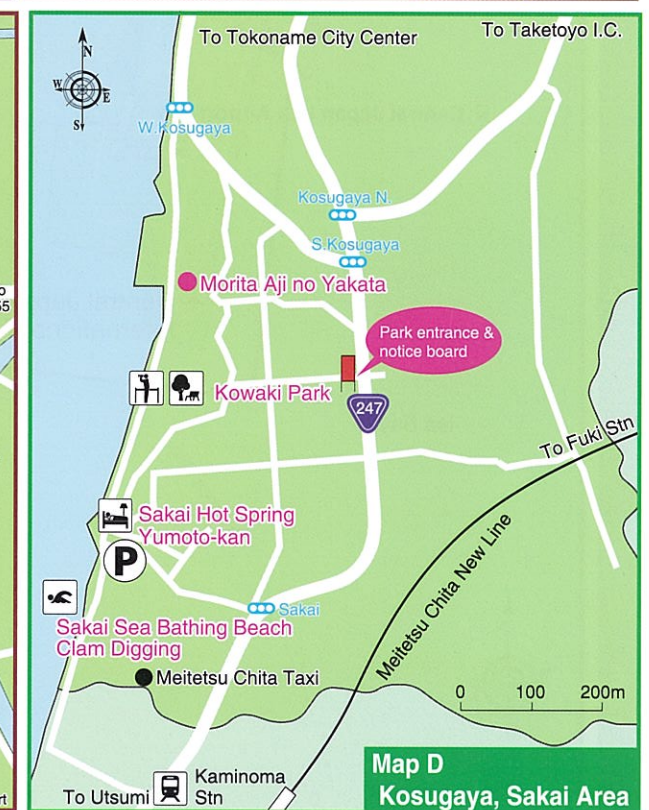 N
W
E
S
To Tokoname City Center
To Taketoyo I.C.
W.Kosugaya
Kosugaya N.
S.Kosugaya
Morita Aji no Yakata
Park entrance &
notice board
Kowaki Park
247
To Fuki Stn
Sakai Hot Spring
Yumoto-kan
P
Sakai
Sakai Sea Bathing Beach
Clam Digging
Meitetsu Chita New Line
Meitetsu Chita Taxi
0 100 200m
Kaminoma
Stn
To Utsumi
Map D
Kosugaya, Sakai Area